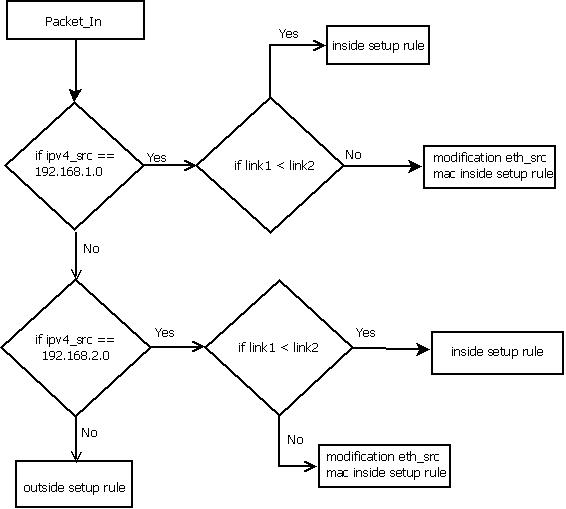 Packet_In
Yes
inside setup rule
if ipv4_src ==
192.168.1.0
Yes
if link1 < link2
No
modification eth_src
mac inside setup rule
No
if ipv4_src ==
192.168.2.0
Yes
if link1 < link2
Yes
inside setup rule
No
outside setup rule
No
modification eth_src
mac inside setup rule